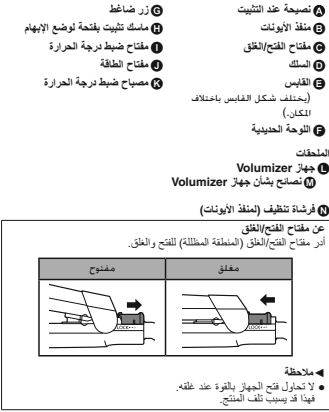 A نصيحة عند التثبيت
B منفذ الأيونات
C مفتاح الفتح/الغلق
D السلك
E القابس
(يختلف شكل القابس باختلاف
المكان.)
F اللوحة الحديدية
G زر ضاغط
H ماسك تثبيت بفتحة لوضع الإبهام
I مفتاح ضبط درجة الحرارة
J مفتاح الطاقة
K مصباح ضبط درجة الحرارة
الملحقات
L جهاز Volumizer
M نصائح بشأن جهاز Volumizer
N فرشاة تنظيف (لمنفذ الأيونات)
عن مفتاح الفتح/الغلق
أدر مفتاح الفتح/الغلق (المنطقة المظللة) للفتح والغلق.
مغلق
مفتوح
LOCK
LOCK
◄ملاحظة
● لا تحاول فتح الجهاز بالقوة عند غلقه.
فهذا قد يسبب تلف المنتج.